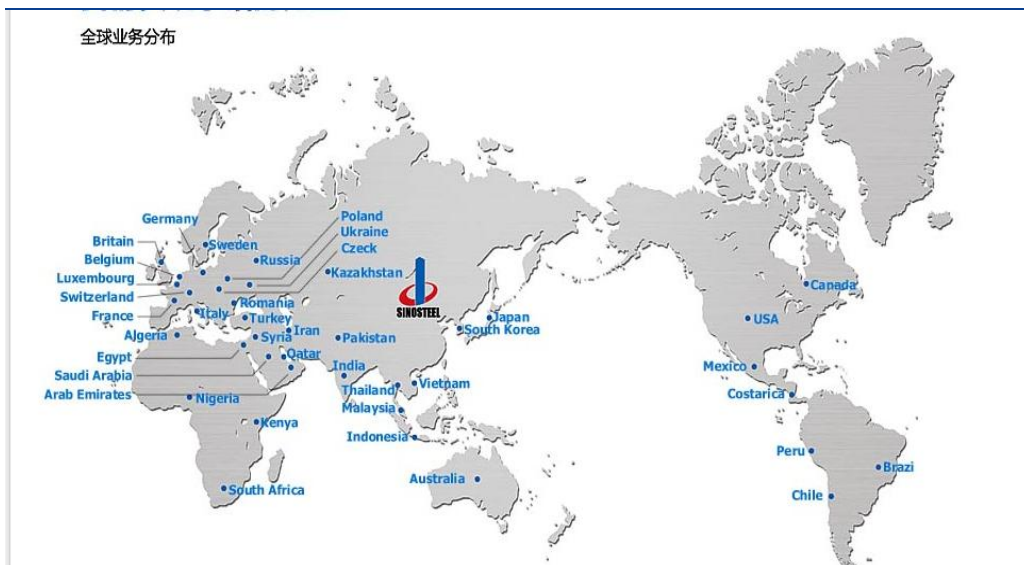 全球业务分布
Germany
Poland
Ukraine
Britain
Sweden
Czeck
Belgium
Russia
Luxembourg
Kazakhstan
Switzerland
Canada
Romania
SINOSTEEL
France
Italy
Turkey
Japan
USA
Algeria
Syria
Iran
Pakistan
South Korea
Egypt
Qatar
India
Mexico
Saudi Arabia
Thailand
Vietnam
Arab Emirates
Nigeria
Malaysia
Costarica
Kenya
Indonesia
Peru
Brazi
South Africa
Australia
Chile